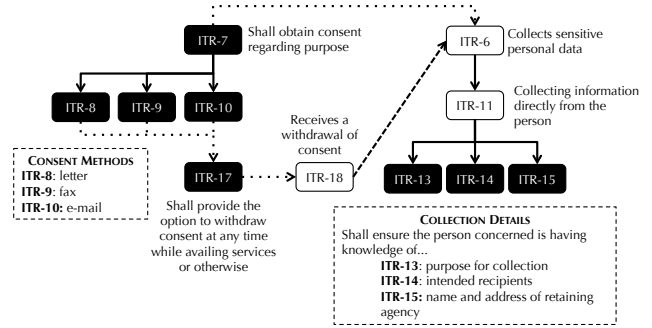 ITR-7
Shall obtain consent
regarding purpose
ITR-6
Collects sensitive
personal data
ITR-8
ITR-9
ITR-10
ITR-11
Collecting information
directly from the
person
Receives a
withdrawal of
consent
ITR-17
ITR-18
ITR-13
ITR-14
ITR-15
CONSENT METHODS
ITR-8: letter
ITR-9: fax
ITR-10: e-mail
Shall provide the
option to withdraw
consent at any time
while availing services
or otherwise
COLLECTION DETAILS
Shall ensure the person concerned is having
knowledge of...
ITR-13: purpose for collection
ITR-14: intended recipients
ITR-15: name and address of retaining
agency